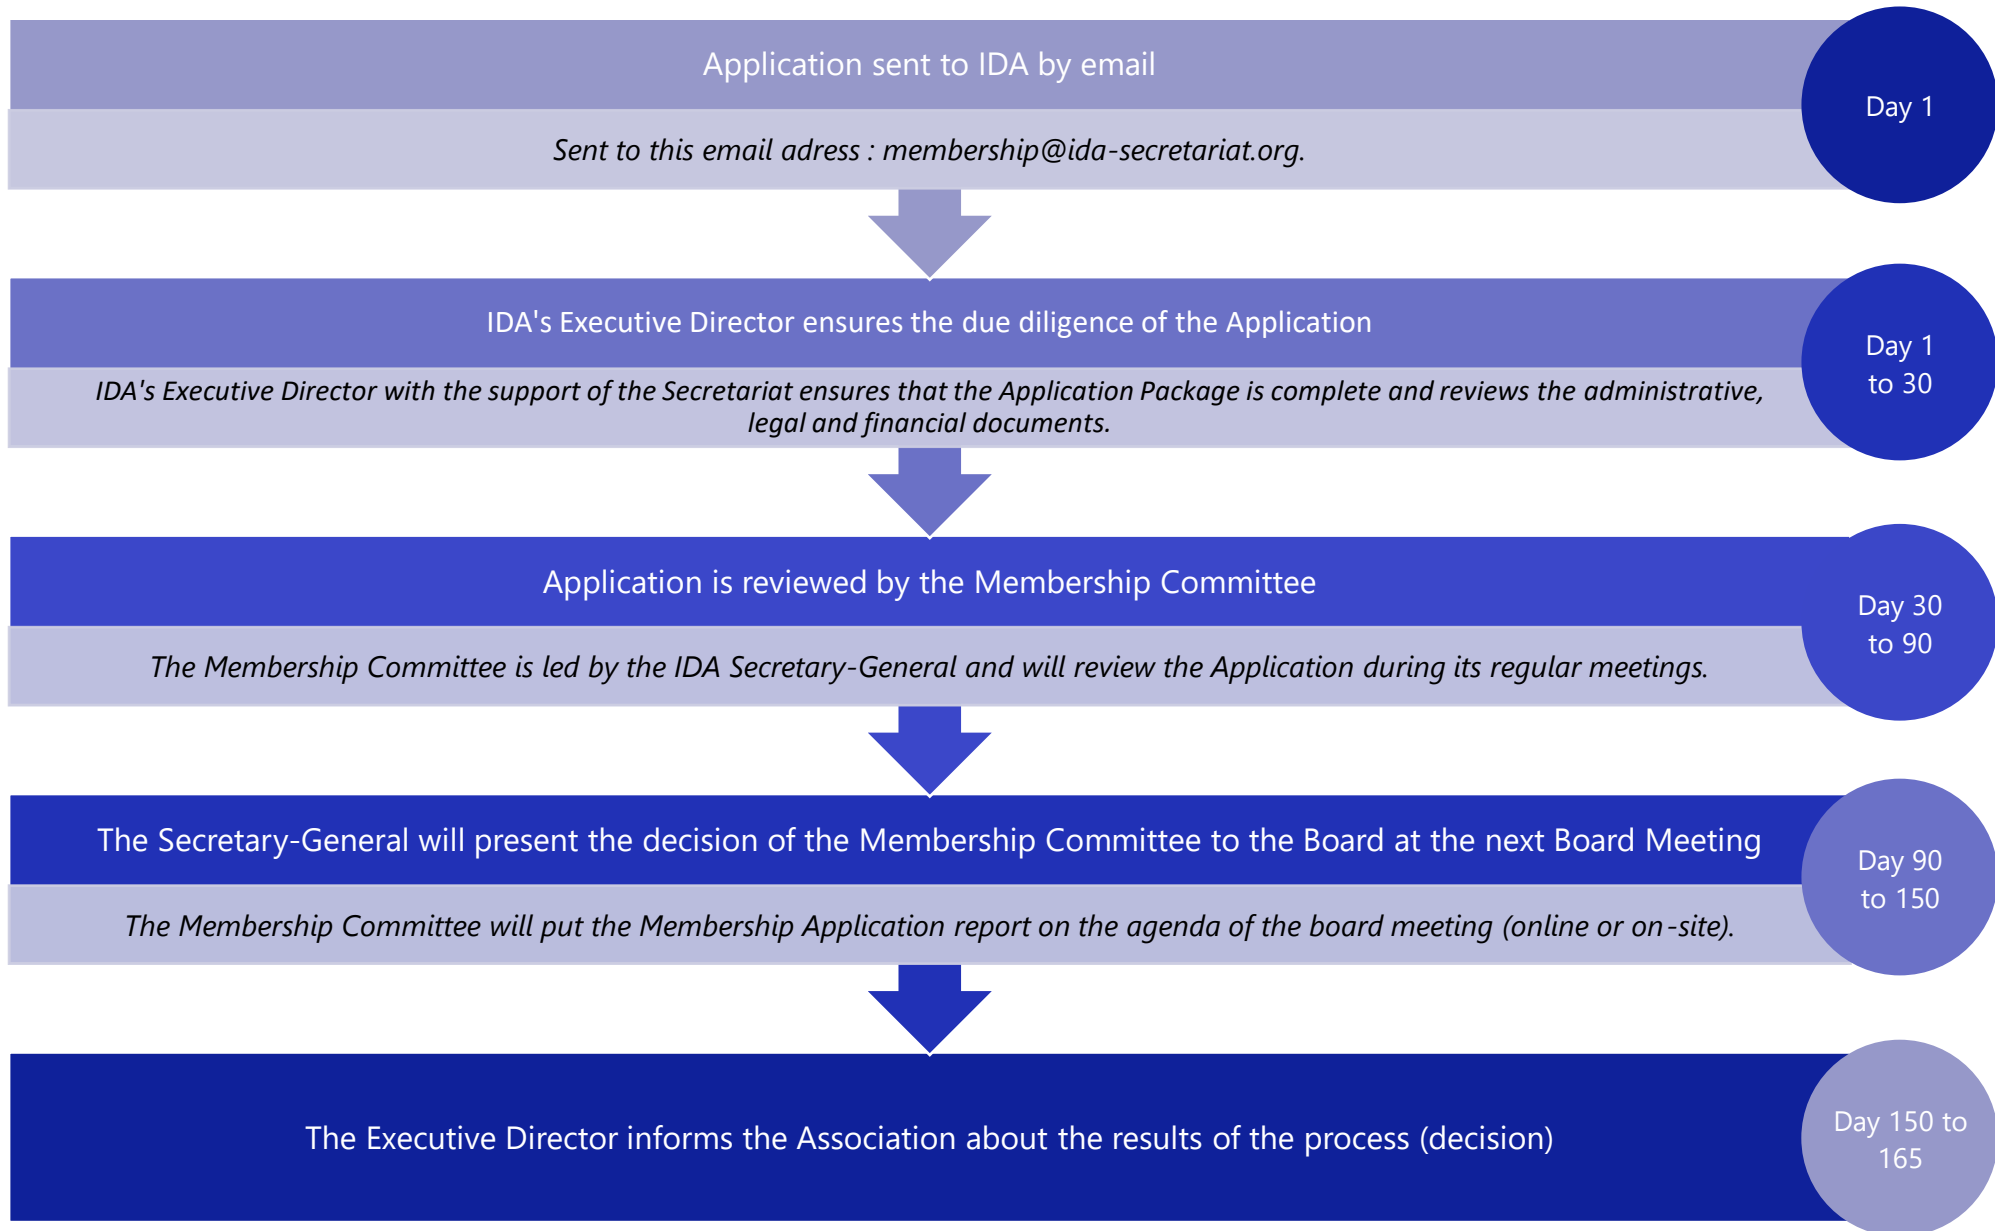 Application sent to IDA by email
Day 1
Sent to this email adress : membership@ida-secretariat.org.
IDA's Executive Director ensures the due diligence of the Application
Day 1
to 30
IDA's Executive Director with the support of the Secretariat ensures that the Application Package is complete and reviews the administrative,
legal and financial documents.
Application is reviewed by the Membership Committee
Day 30
to 90
The Membership Committee is led by the IDA Secretary-General and will review the Application during its regular meetings.
The Secretary-General will present the decision of the Membership Committee to the Board at the next Board Meeting
Day 90
to 150
The Membership Committee will put the Membership Application report on the agenda of the board meeting (online or on-site).
The Executive Director informs the Association about the results of the process (decision)
Day 150 to
165